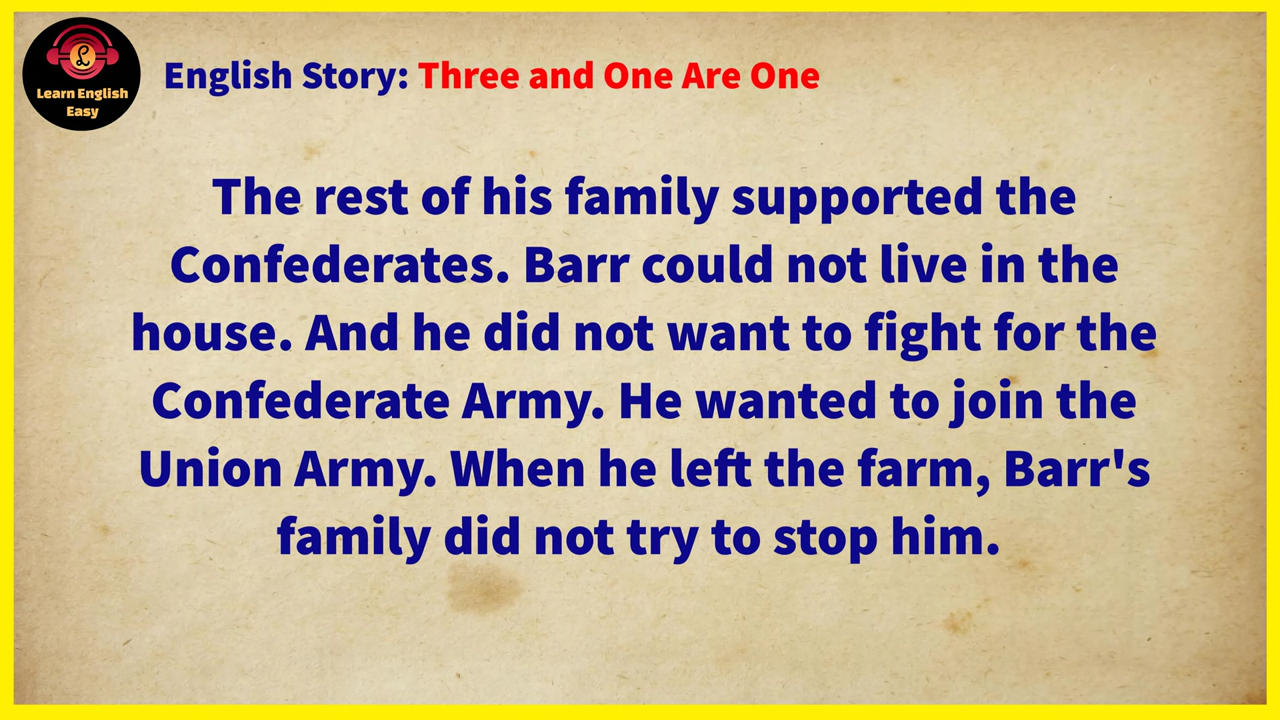 Learn English
Easy
English Story: Three and One Are One
The rest of his family supported the
Confederates. Barr could not live in the
house. And he did not want to fight for the
Confederate Army. He wanted to join the
Union Army. When he left the farm, Barr's
family did not try to stop him.